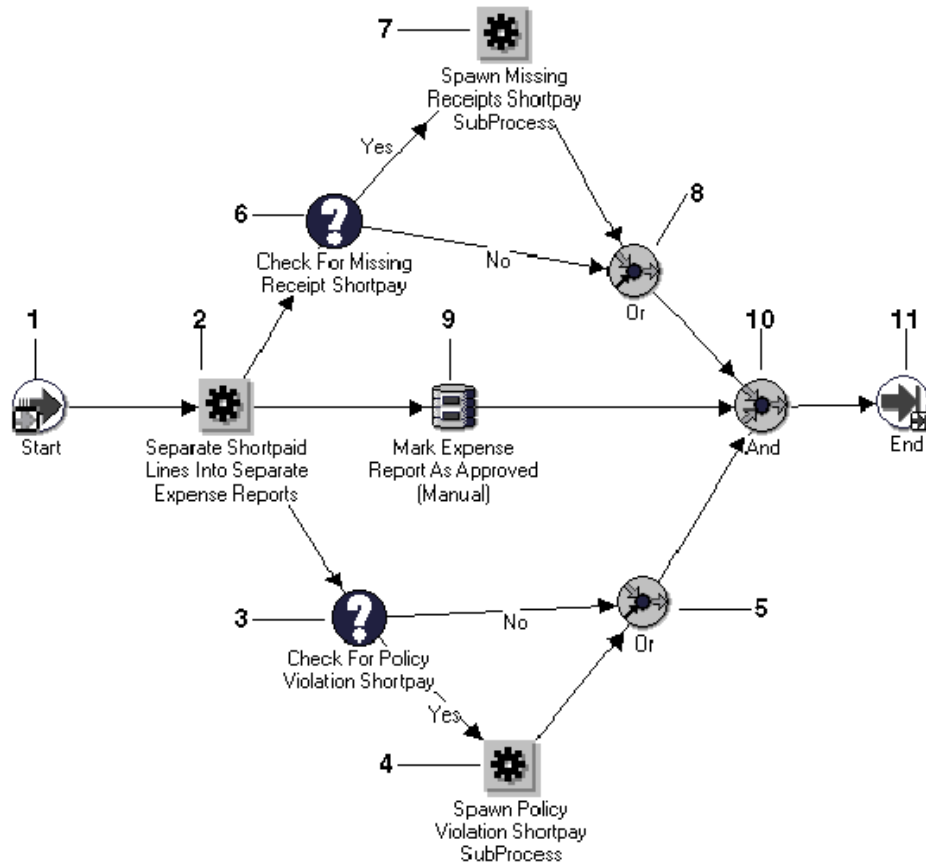 7
Spawn Missing
Receipts Shortpay
SubProcess
Yes
6
8
Check For Missing
Receipt Shortpay
No
Or
1
2
9
10
11
Start
Separate Shortpaid
Lines Into Separate
Expense Reports
Mark Expense
Report As Approved
(Manual)
And
End
3
No
5
Or
Check For Policy
Violation Shortpay
Yes
4
Spawn Policy
Violation Shortpay
SubProcess